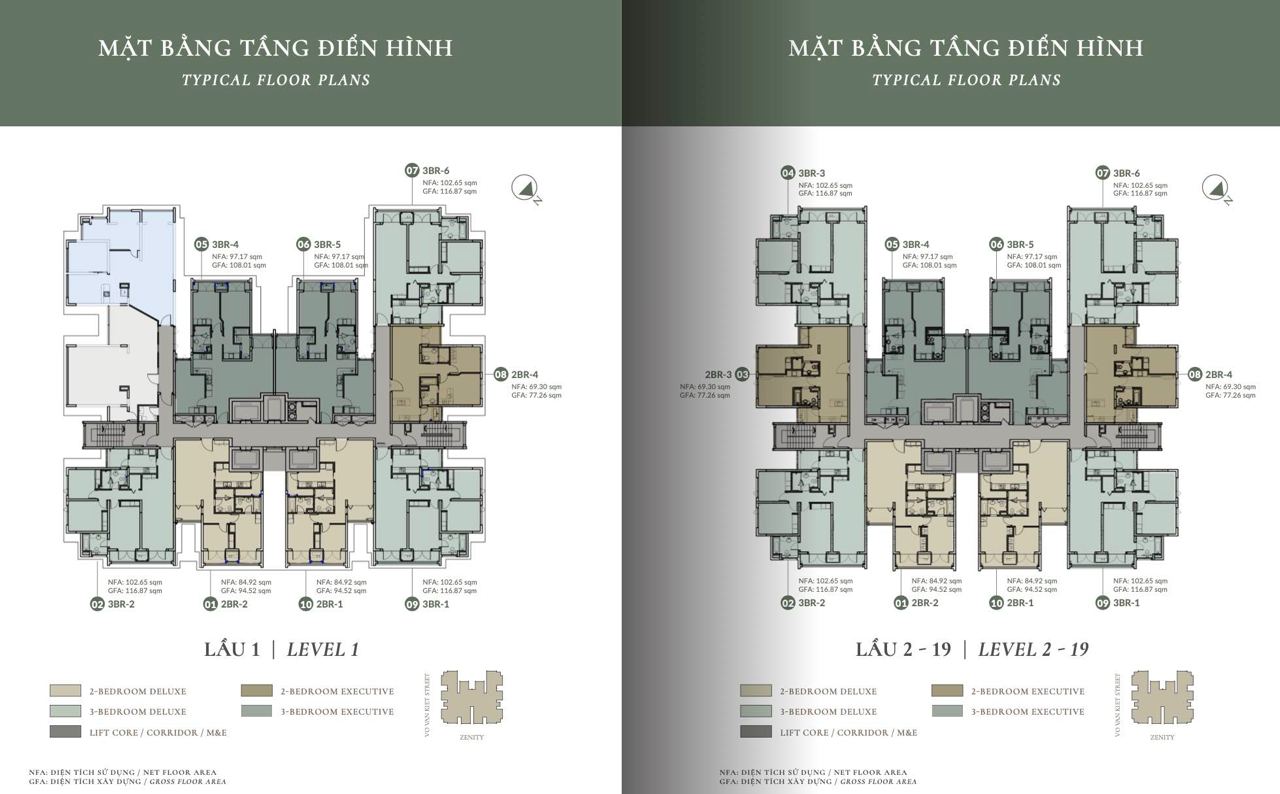 MẶT BẰNG TẦNG ĐIỂN HÌNH
TYPICAL FLOOR PLANS
07 3BR-6
NFA: 102.65 sqm
GFA: 116.87 sqm
N
05 3BR-4
NFA: 97.17 sqm
GFA: 108.01 sqm
06 3BR-5
NFA: 97.17 sqm
GFA: 108.01 sqm
08 2BR-4
NFA: 69.30 sqm
GFA: 77.26 sqm
NFA: 102.65 sqm
GFA: 116.87 sqm
02 3BR-2
NFA: 84.92 sqm
GFA: 94.52 sqm
01 2BR-2
NFA: 84.92 sqm
GFA: 94.52 sqm
10 2BR-1
NFA: 102.65 sqm
GFA: 116.87 sqm
09 3BR-1
LẦU 1 | LEVEL 1
2-BEDROOM DELUXE
2-BEDROOM EXECUTIVE
3-BEDROOM DELUXE
3-BEDROOM EXECUTIVE
LIFT CORE / CORRIDOR / M&E
VO VAN KIET STREET
ZENITY
NFA: DIỆN TÍCH SỬ DỤNG / NET FLOOR AREA
GFA: DIỆN TÍCH XÂY DỰNG / GROSS FLOOR AREA
MẶT BẰNG TẦNG ĐIỂN HÌNH
TYPICAL FLOOR PLANS
04 3BR-3
NFA: 102.65 sqm
GFA: 116.87 sqm
07 3BR-6
NFA: 102.65 sqm
GFA: 116.87 sqm
N
05 3BR-4
NFA: 97.17 sqm
GFA: 108.01 sqm
06 3BR-5
NFA: 97.17 sqm
GFA: 108.01 sqm
2BR-3 03
NFA: 69.30 sqm
GFA: 77.26 sqm
08 2BR-4
NFA: 69.30 sqm
GFA: 77.26 sqm
NFA: 102.65 sqm
GFA: 116.87 sqm
02 3BR-2
NFA: 84.92 sqm
GFA: 94.52 sqm
01 2BR-2
NFA: 84.92 sqm
GFA: 94.52 sqm
10 2BR-1
NFA: 102.65 sqm
GFA: 116.87 sqm
09 3BR-1
LẦU 2 - 19 | LEVEL 2 - 19
2-BEDROOM DELUXE
2-BEDROOM EXECUTIVE
3-BEDROOM DELUXE
3-BEDROOM EXECUTIVE
LIFT CORE / CORRIDOR / M&E
VO VAN KIET STREET
ZENITY
NFA: DIỆN TÍCH SỬ DỤNG / NET FLOOR AREA
GFA: DIỆN TÍCH XÂY DỰNG / GROSS FLOOR AREA